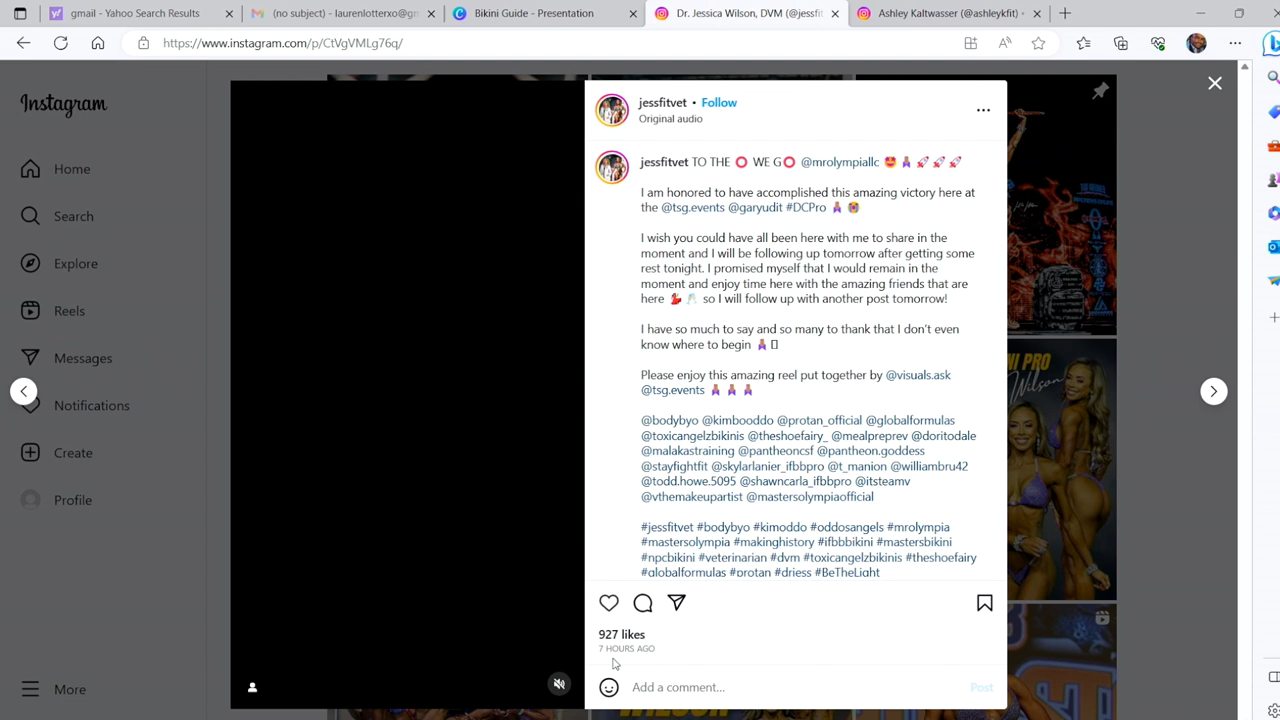 gmail - Yahoo Search Results
(no subject) - laurenlotterxo@gm
Bikini Guide - Presentation
Dr. Jessica Wilson, DVM (@jessfit
Ashley Kaltwasser (@ashleykfit) •
https://www.instagram.com/p/CtVgVMLg76q/
Instagram
Home
Search
Explore
Reels
Messages
Notifications
Create
Profile
More
jessfitvet • Follow
Original audio
jessfitvet TO THE ⭕ WE G⭕ @mrolympiallc 🤩 🙏🏽 🚀 🚀 🚀
I am honored to have accomplished this amazing victory here at
the @tsg.events @garyudit #DCPro 🙏🏽 😭
I wish you could have all been here with me to share in the
moment and I will be following up tomorrow after getting some
rest tonight. I promised myself that I would remain in the
moment and enjoy time here with the amazing friends that are
here 💃 🥂 so I will follow up with another post tomorrow!
I have so much to say and so many to thank that I don't even
know where to begin 🙏🏽
Please enjoy this amazing reel put together by @visuals.ask
@tsg.events 🙏🏽 🙏🏽 🙏🏽
@bodybyo @kimbooddo @protan_official @globalformulas
@toxicangelzbikinis @theshoefairy_ @mealpreprev @doritodale
@malakastraining @pantheoncsf @pantheon.goddess
@stayfightfit @skylarlanier_ifbbpro @t_manion @williambru42
@todd.howe.5095 @shawncarla_ifbbpro @itsteamv
@vthemakeupartist @mastersolympiaofficial
#jessfitvet #bodybyo #kimoddo #oddosangels #mrolympia
#mastersolympia #makinghistory #ifbbbikini #mastersbikini
#npcbikini #veterinarian #dvm #toxicangelzbikinis #theshoefairy
#globalformulas #protan #driess #BeTheLight
927 likes
7 HOURS AGO
Add a comment...
Post
NI PRO
Wilson
WILSON